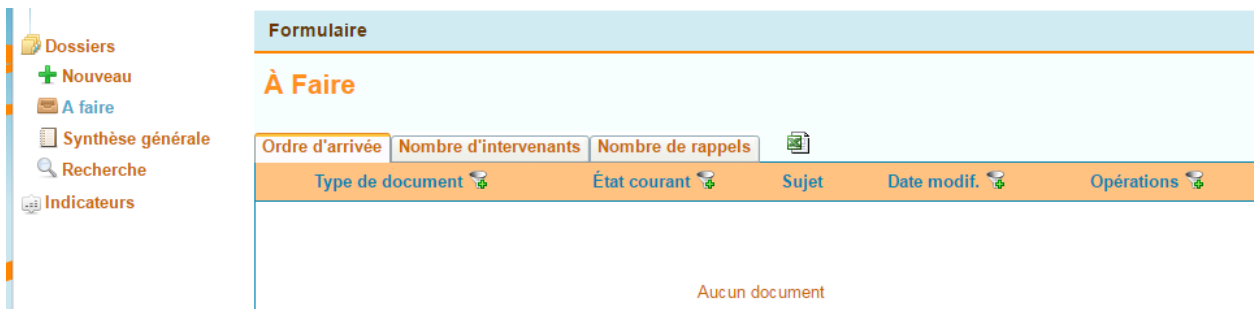 Dossiers
Nouveau
A faire
Synthèse générale
Recherche
Indicateurs
Formulaire
À Faire
Ordre d'arrivée Nombre d'intervenants Nombre de rappels
Type de document État courant Sujet Date modif. Opérations
Aucun document